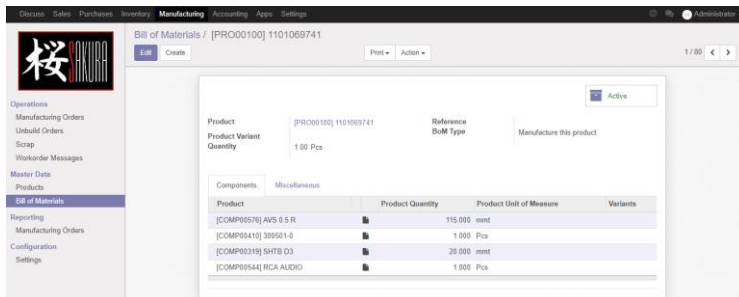 Discuss Sales Purchases Inventory Manufacturing Accounting Apps Settings Administrator
桜 SAKURA
Bill of Materials / [PRO00100] 1101069741
Edit Create Print Action 1 / 80
Active
Operations
Manufacturing Orders
Unbuild Orders
Scrap
Workorder Messages
Master Data
Products
Bill of Materials
Reporting
Manufacturing Orders
Configuration
Settings
Product [PRO00100] 1101069741 Reference
Product Variant BoM Type Manufacture this product
Quantity 1.00 Pcs
Components Miscellaneous
Product Product Quantity Product Unit of Measure Variants
[COMP00576] AVS 0.5 R 115.000 mmt
[COMP00410] 300501-0 1.000 Pcs
[COMP00319] SHTB D3 20.000 mmt
[COMP00544] RCA AUDIO 1.000 Pcs